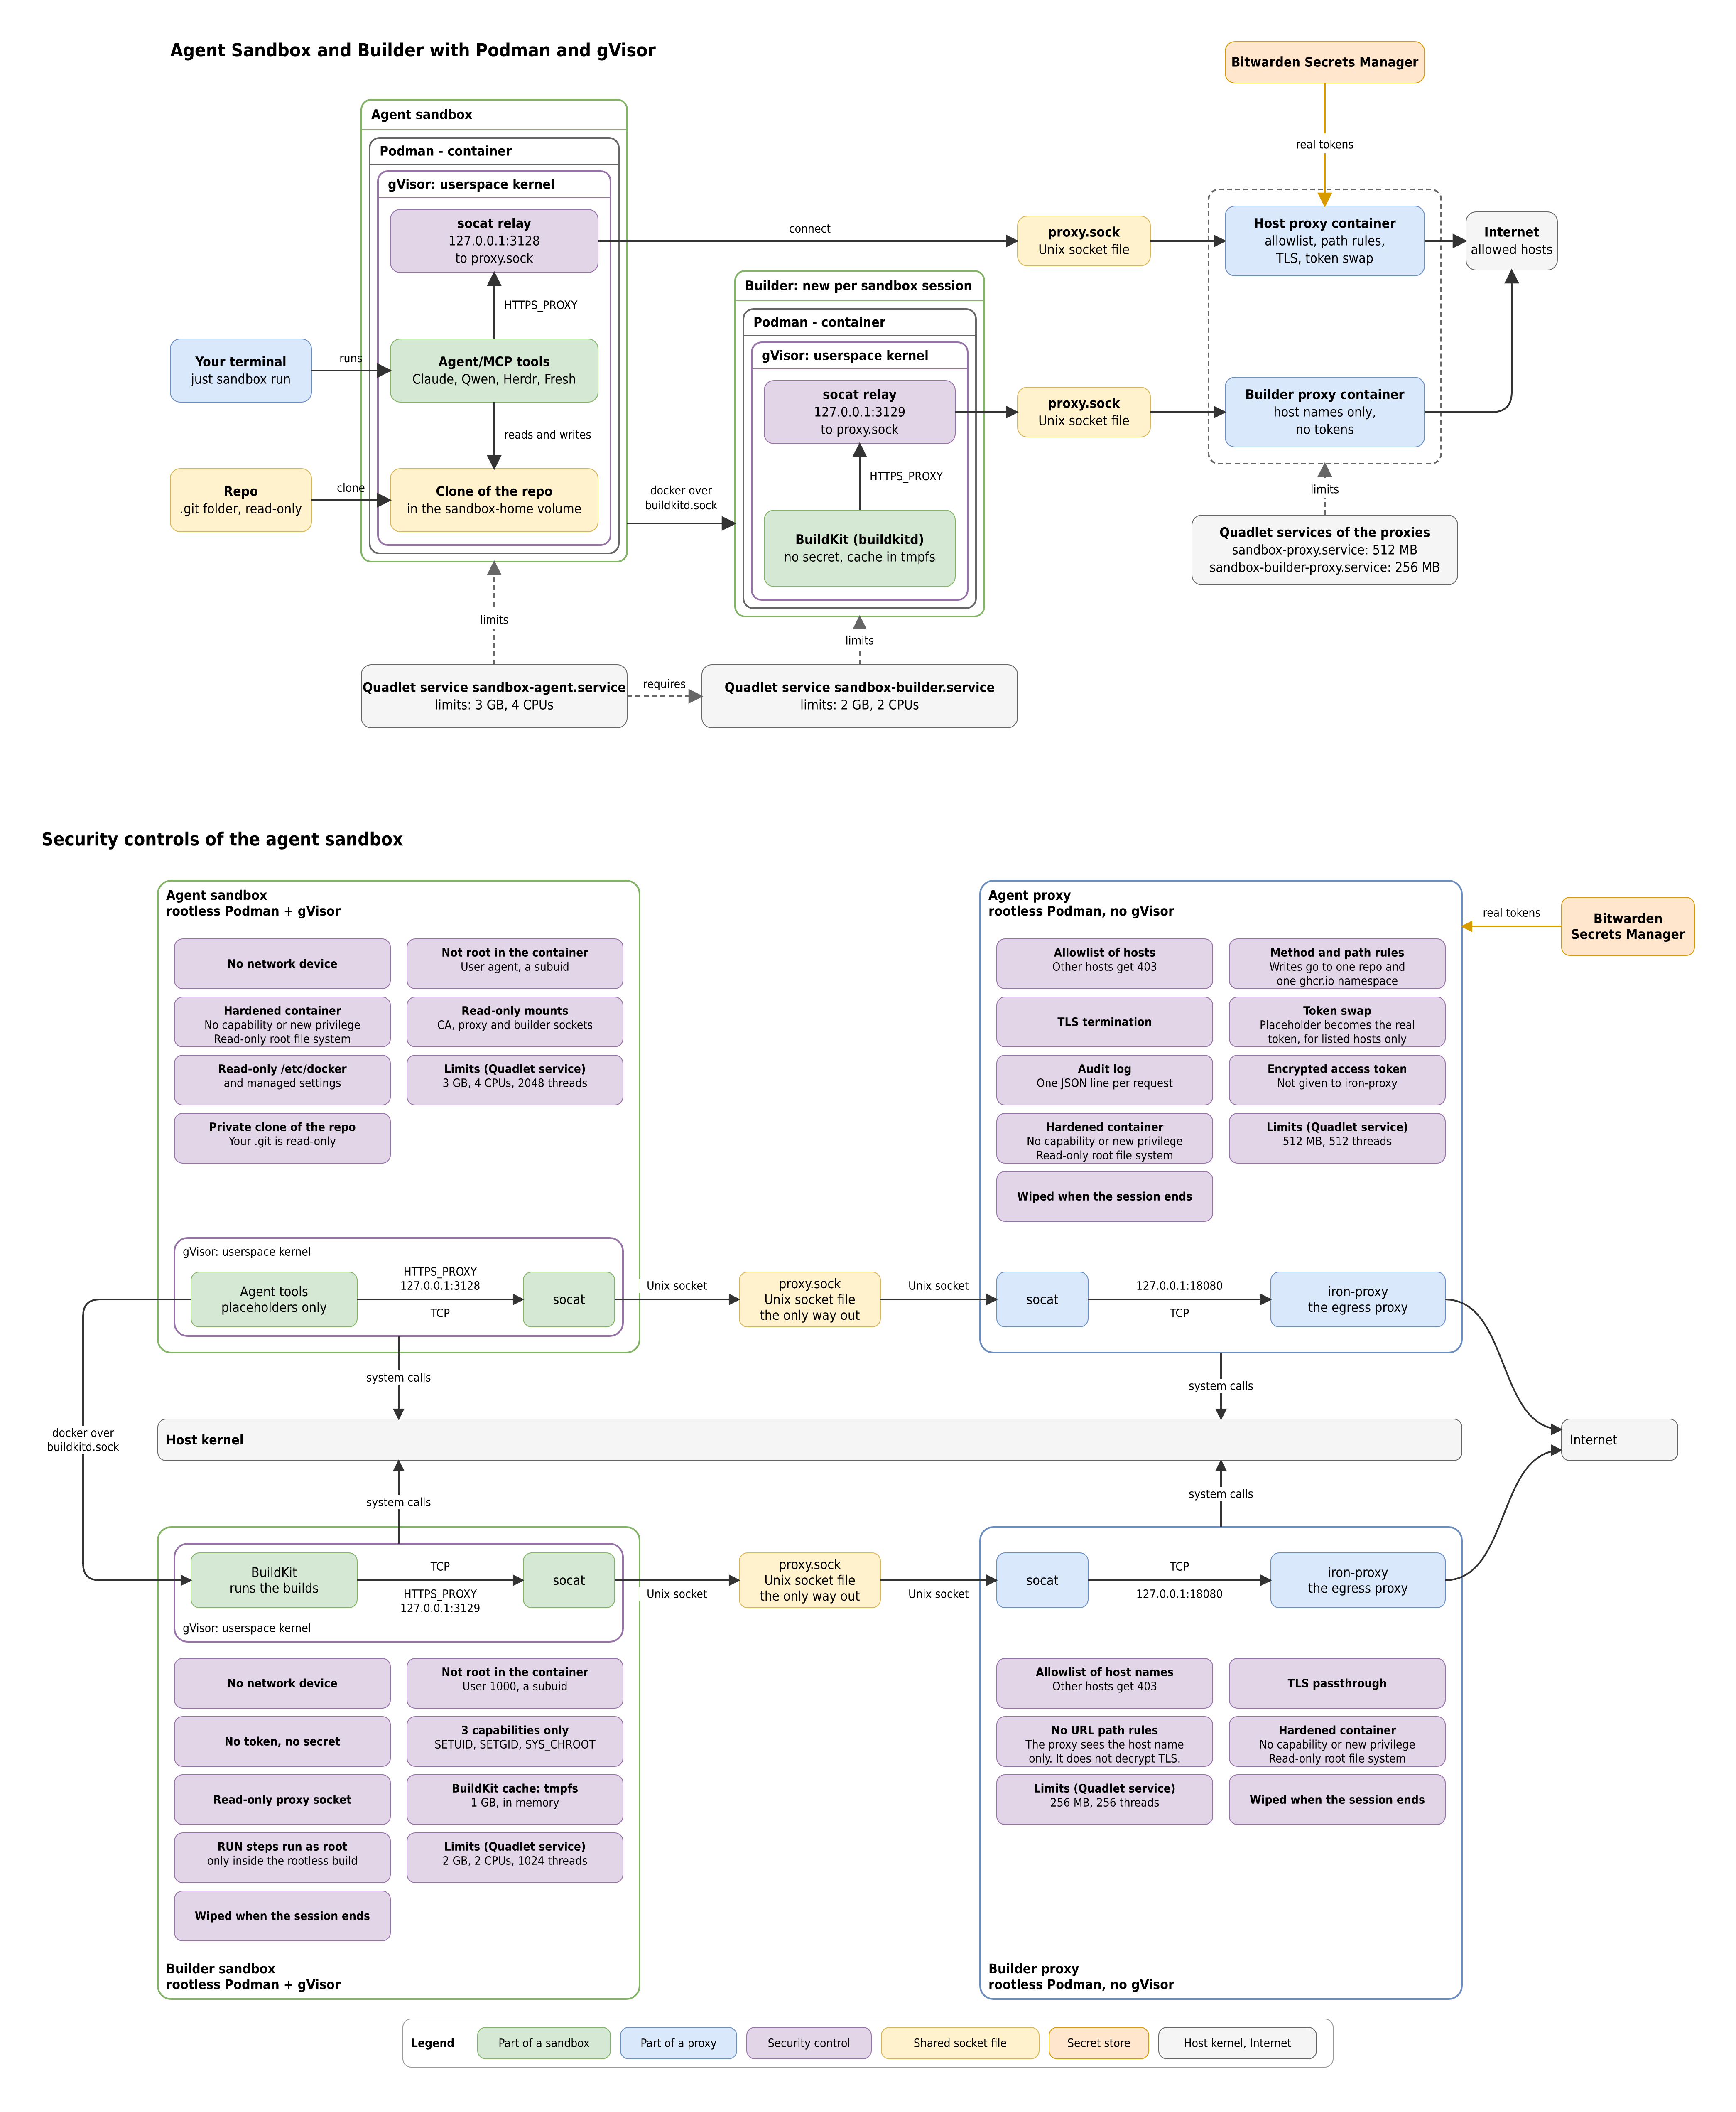 Agent Sandbox and Builder with Podman and gVisor
Bitwarden Secrets Manager
real tokens
Agent sandbox
Podman - container
gVisor: userspace kernel
socat relay
127.0.0.1:3128
to proxy.sock
connect
proxy.sock
Unix socket file
Host proxy container
allowlist, path rules,
TLS, token swap
Internet
allowed hosts
HTTPS_PROXY
Builder: new per sandbox session
Podman - container
gVisor: userspace kernel
Your terminal
just sandbox run
runs
Agent/MCP tools
Claude, Qwen, Herdr, Fresh
socat relay
127.0.0.1:3129
to proxy.sock
proxy.sock
Unix socket file
Builder proxy container
host names only,
no tokens
reads and writes
HTTPS_PROXY
Repo
.git folder, read-only
clone
Clone of the repo
in the sandbox-home volume
docker over
buildkitd.sock
limits
BuildKit (buildkitd)
no secret, cache in tmpfs
Quadlet services of the proxies
sandbox-proxy.service: 512 MB
sandbox-builder-proxy.service: 256 MB
limits
limits
Quadlet service sandbox-agent.service
limits: 3 GB, 4 CPUs
requires
Quadlet service sandbox-builder.service
limits: 2 GB, 2 CPUs
Security controls of the agent sandbox
Agent sandbox
rootless Podman + gVisor
No network device
Not root in the container
User agent, a subuid
Hardened container
No capability or new privilege
Read-only root file system
Read-only mounts
CA, proxy and builder sockets
Read-only /etc/docker
and managed settings
Limits (Quadlet service)
3 GB, 4 CPUs, 2048 threads
Private clone of the repo
Your .git is read-only
gVisor: userspace kernel
Agent tools
placeholders only
HTTPS_PROXY
127.0.0.1:3128
TCP
socat
Unix socket
proxy.sock
Unix socket file
the only way out
Unix socket
Agent proxy
rootless Podman, no gVisor
real tokens
Bitwarden
Secrets Manager
Allowlist of hosts
Other hosts get 403
Method and path rules
Writes go to one repo and
one ghcr.io namespace
TLS termination
Token swap
Placeholder becomes the real
token, for listed hosts only
Audit log
One JSON line per request
Encrypted access token
Not given to iron-proxy
Hardened container
No capability or new privilege
Read-only root file system
Limits (Quadlet service)
512 MB, 512 threads
Wiped when the session ends
socat
127.0.0.1:18080
TCP
iron-proxy
the egress proxy
system calls
system calls
docker over
buildkitd.sock
Host kernel
Internet
system calls
system calls
BuildKit
runs the builds
TCP
HTTPS_PROXY
127.0.0.1:3129
socat
gVisor: userspace kernel
Unix socket
proxy.sock
Unix socket file
the only way out
Unix socket
socat
TCP
127.0.0.1:18080
iron-proxy
the egress proxy
No network device
Not root in the container
User 1000, a subuid
No token, no secret
3 capabilities only
SETUID, SETGID, SYS_CHROOT
Read-only proxy socket
BuildKit cache: tmpfs
1 GB, in memory
RUN steps run as root
only inside the rootless build
Limits (Quadlet service)
2 GB, 2 CPUs, 1024 threads
Wiped when the session ends
Builder sandbox
rootless Podman + gVisor
Allowlist of host names
Other hosts get 403
TLS passthrough
No URL path rules
The proxy sees the host name
only. It does not decrypt TLS.
Hardened container
No capability or new privilege
Read-only root file system
Limits (Quadlet service)
256 MB, 256 threads
Wiped when the session ends
Builder proxy
rootless Podman, no gVisor
Legend
Part of a sandbox
Part of a proxy
Security control
Shared socket file
Secret store
Host kernel, Internet